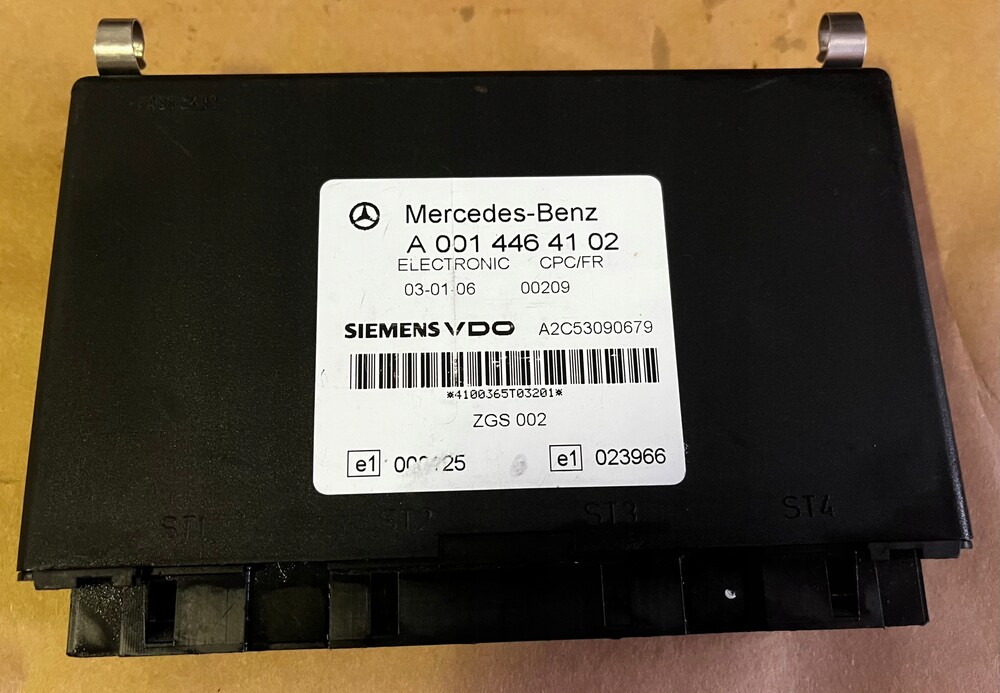 Mercedes-Benz
A 001 446 41 02
ELECTRONIC CPC/FR
03-01-06 00209
SIEMENS VDO A2C53090679
*4100365T03201*
ZGS 002
e1 e1 023966
ST1 ST2 ST3 ST4